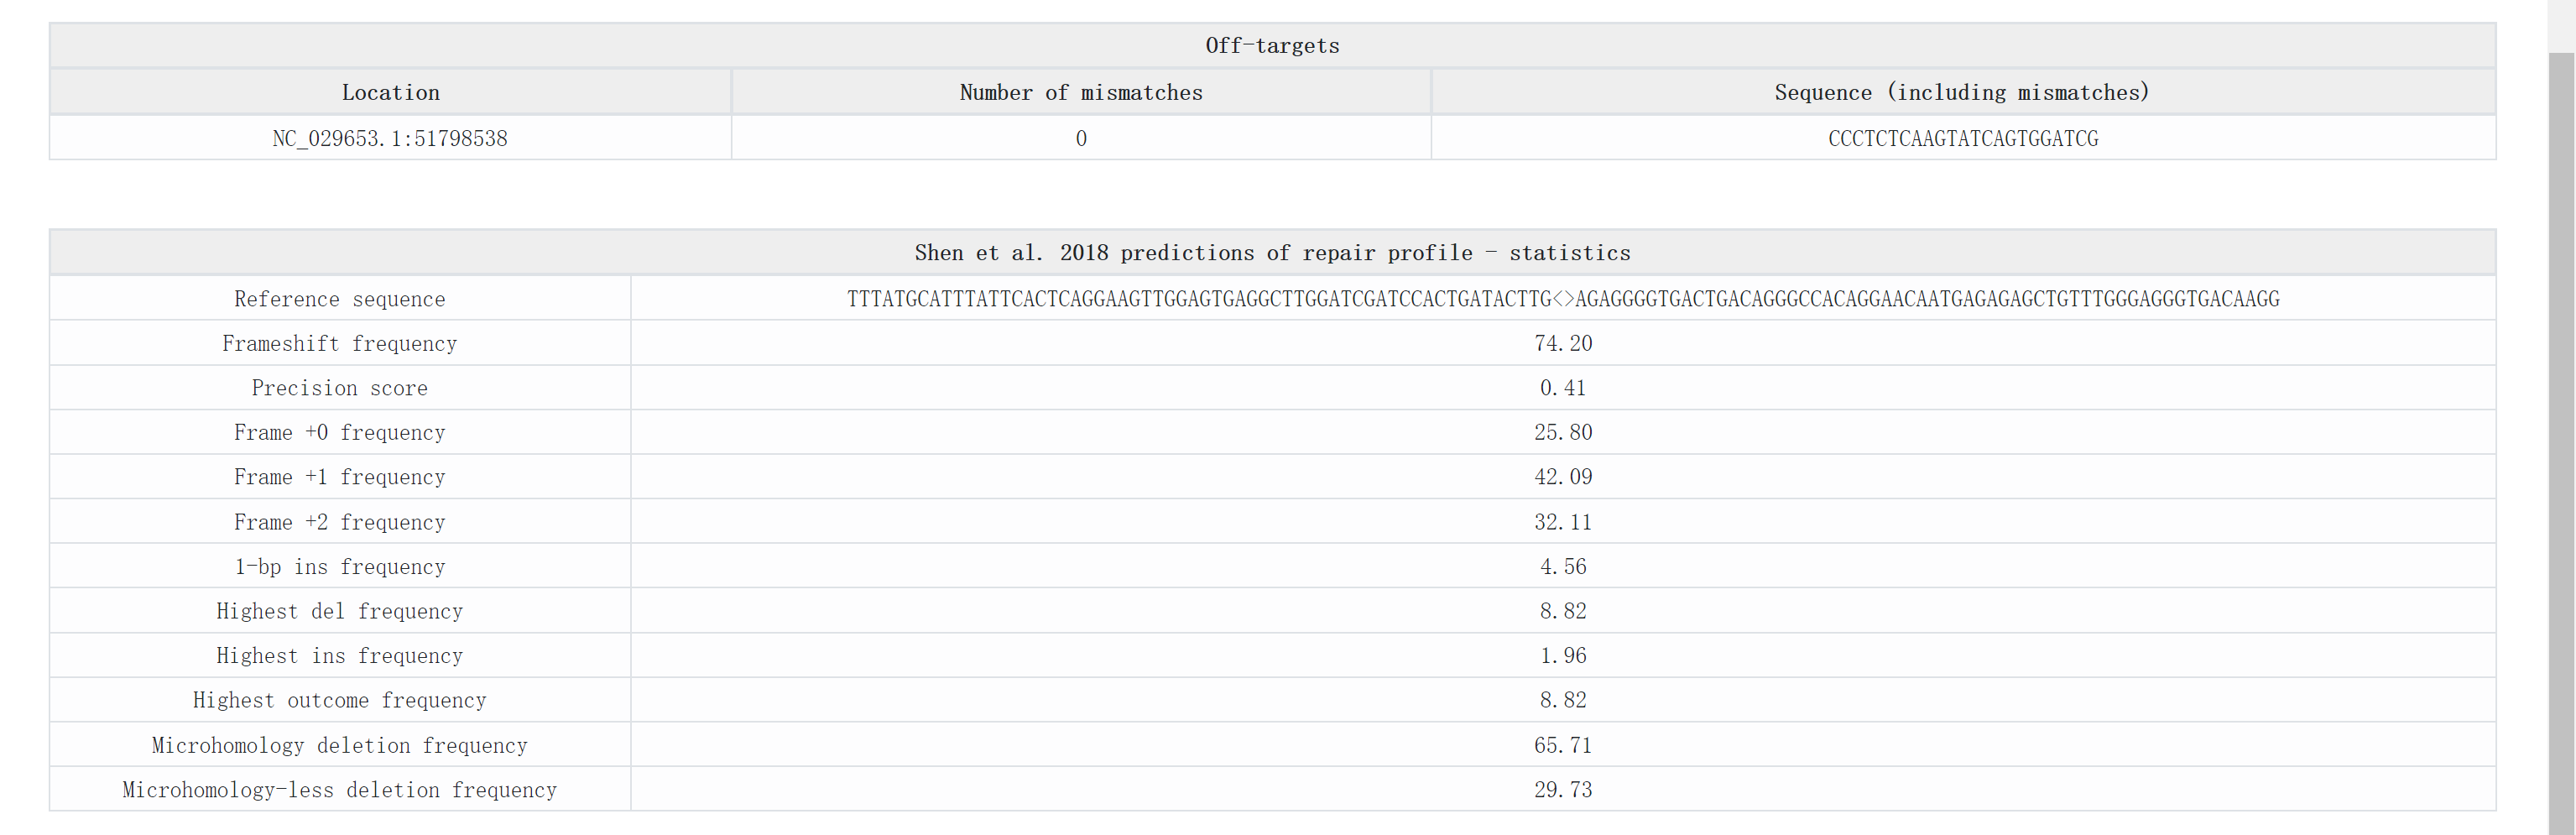 Off-targets
Location Number of mismatches Sequence (including mismatches)
NC_029653.1:51798538 0 CCCTCTCAAGTATCAGTGGATCG
Shen et al. 2018 predictions of repair profile - statistics
Reference sequence TTTATGCATTTATTCACTCAGGAAGTTGGAGTGAGGCTTGGATCGATCCACTGATACTTG<>AGAGGGGTGACTGACAGGGCCACAGGAACAATGAGAGAGCTGTTTGGGAGGGTGACAAGG
Frameshift frequency 74.20
Precision score 0.41
Frame +0 frequency 25.80
Frame +1 frequency 42.09
Frame +2 frequency 32.11
1-bp ins frequency 4.56
Highest del frequency 8.82
Highest ins frequency 1.96
Highest outcome frequency 8.82
Microhomology deletion frequency 65.71
Microhomology-less deletion frequency 29.73